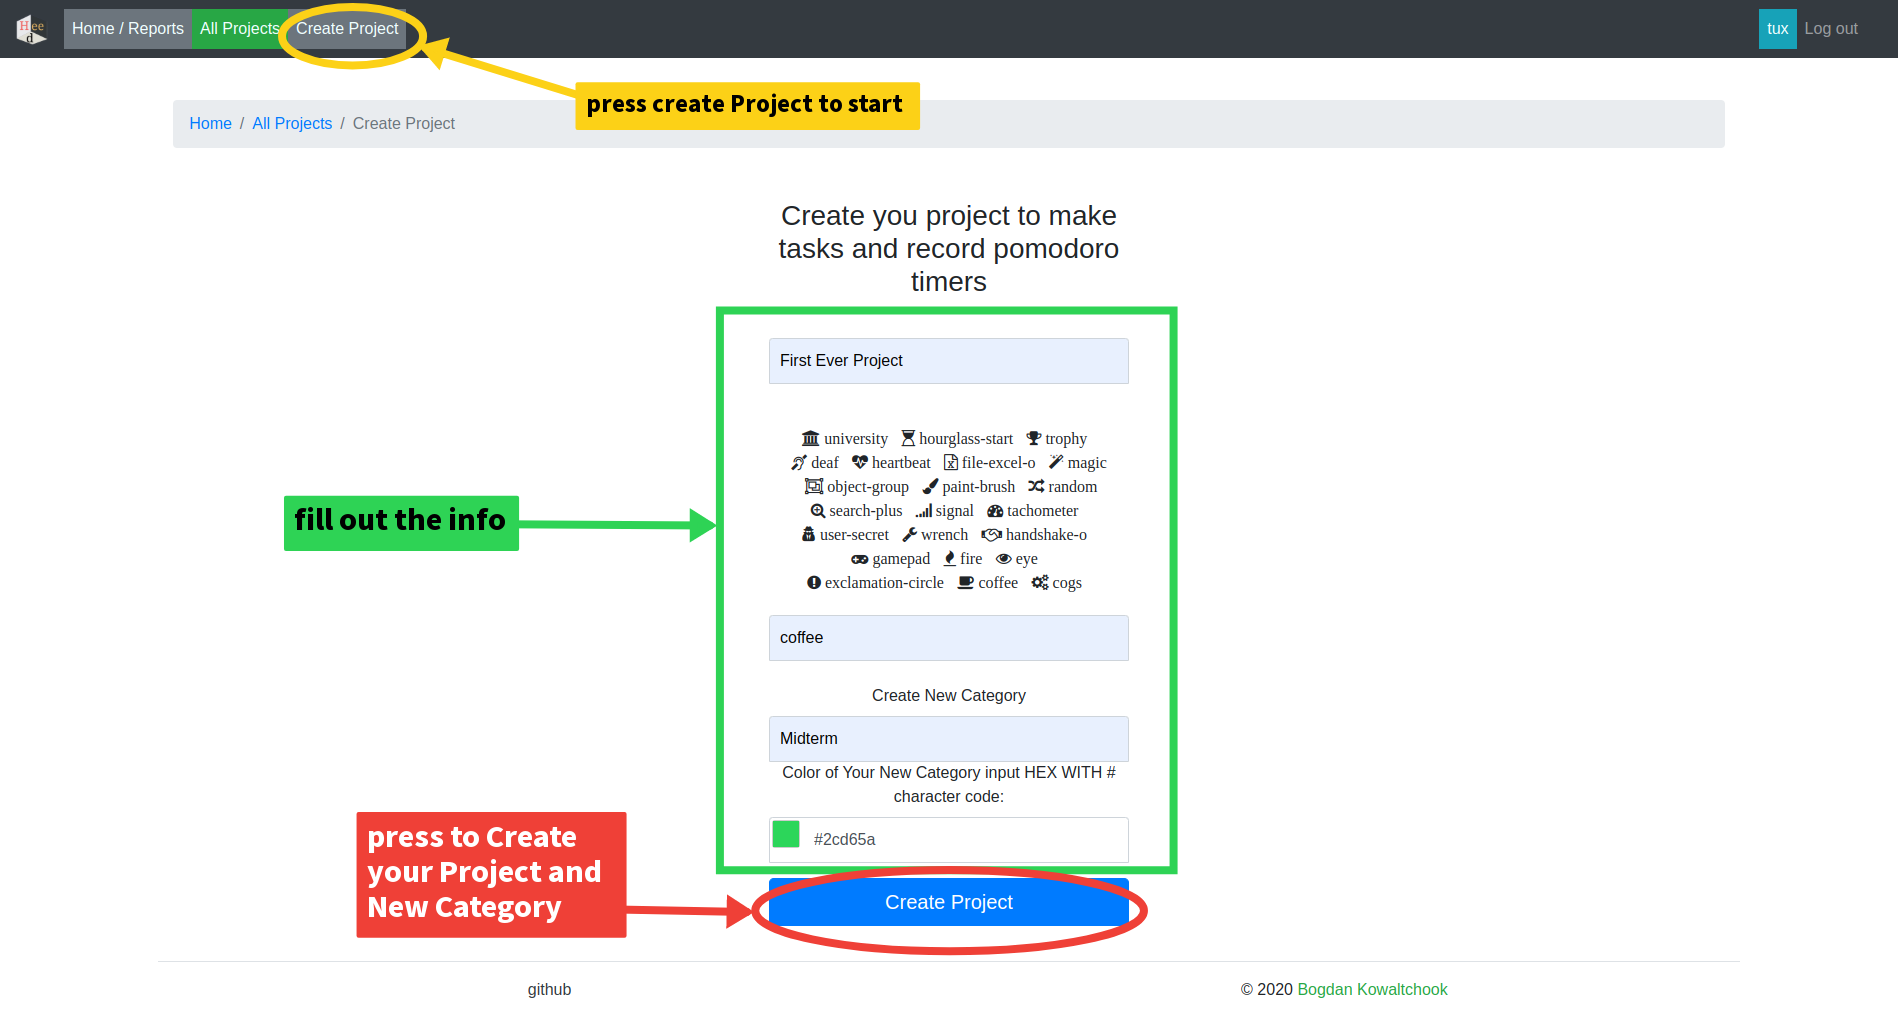 Heed
Home / Reports All Projects Create Project tux Log out
press create Project to start
Home / All Projects / Create Project
Create you project to make
tasks and record pomodoro
timers
First Ever Project
university hourglass-start trophy
deaf heartbeat file-excel-o magic
object-group paint-brush random
search-plus signal tachometer
user-secret wrench handshake-o
gamepad fire eye
exclamation-circle coffee cogs
fill out the info
coffee
Create New Category
Midterm
Color of Your New Category input HEX WITH #
character code:
#2cd65a
press to Create
your Project and
New Category
Create Project
github © 2020 Bogdan Kowaltchook